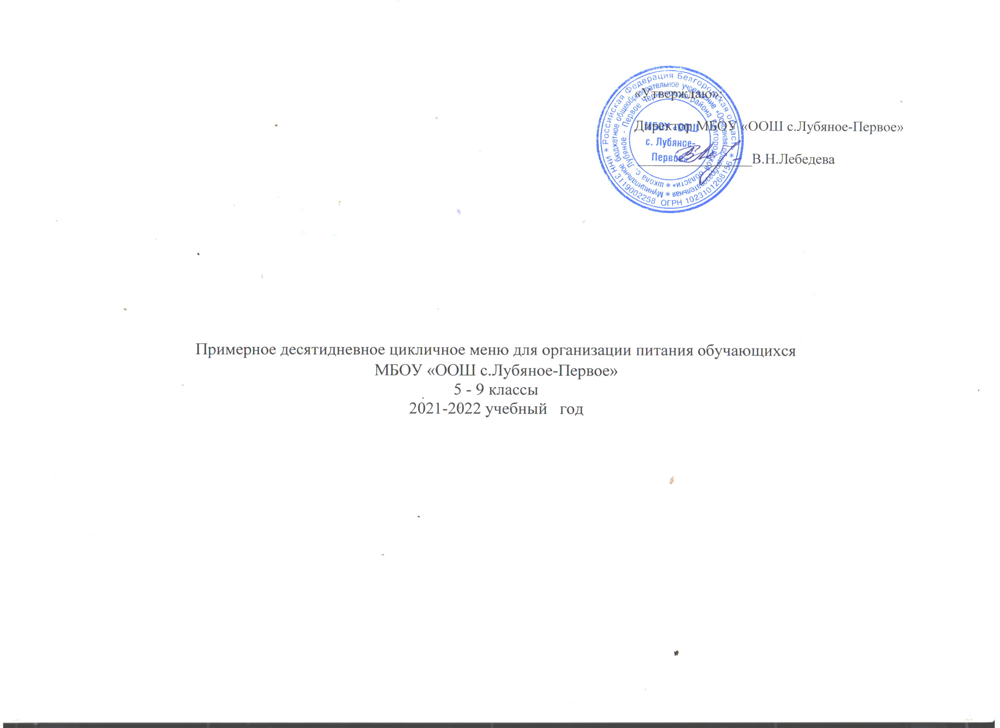 «Утверждаю»:
Директор МБОУ «ООШ с.Лубяное-Первое»
В.Н.Лебедева
* Российская Федерация Белгородская область * ИНН 3119002258 ОГРН 1023101268156
* Муниципальное бюджетное общеобразовательное учреждение «Основная общеобразовательная
* школа с. Лубяное - Первое Чернянского района Белгородской области»
МБОУ «ООШ
с. Лубяное-
Первое»
Примерное десятидневное цикличное меню для организации питания обучающихся
МБОУ «ООШ с.Лубяное-Первое»
5 - 9 классы
2021-2022 учебный год